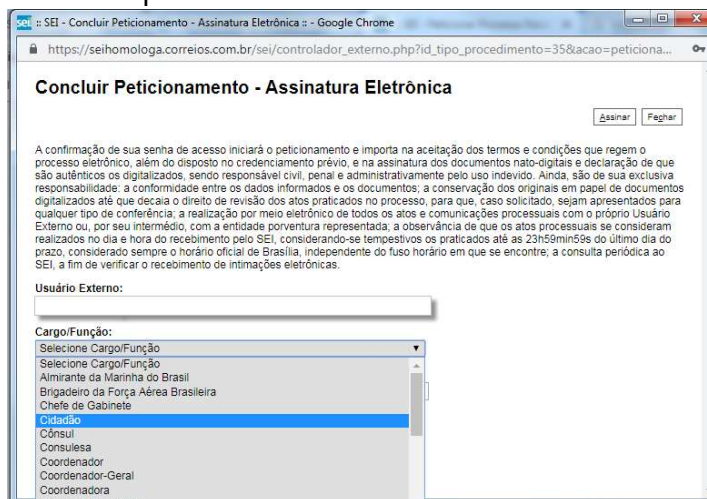 sei :: SEI - Concluir Peticionamento - Assinatura Eletrônica :: - Google Chrome
https://seihomologa.correios.com.br/sei/controlador_externo.php?id_tipo_procedimento=35&acao=peticiona...
Concluir Peticionamento - Assinatura Eletrônica
Assinar Fechar
A confirmação de sua senha de acesso iniciará o peticionamento e importa na aceitação dos termos e condições que regem o
processo eletrônico, além do disposto no credenciamento prévio, e na assinatura dos documentos nato-digitais e declaração de que
são autênticos os digitalizados, sendo responsável civil, penal e administrativamente pelo uso indevido. Ainda, são de sua exclusiva
responsabilidade: a conformidade entre os dados informados e os documentos; a conservação dos originais em papel de documentos
digitalizados até que decaia o direito de revisão dos atos praticados no processo, para que, caso solicitado, sejam apresentados para
qualquer tipo de conferência; a realização por meio eletrônico de todos os atos e comunicações processuais com o próprio Usuário
Externo ou, por seu intermédio, com a entidade porventura representada; a observância de que os atos processuais se consideram
realizados no dia e hora do recebimento pelo SEI, considerando-se tempestivos os praticados até as 23h59min59s do último dia do
prazo, considerado sempre o horário oficial de Brasília, independente do fuso horário em que se encontre; a consulta periódica ao
SEI, a fim de verificar o recebimento de intimações eletrônicas.
Usuário Externo:
Cargo/Função:
Selecione Cargo/Função
Selecione Cargo/Função
Almirante da Marinha do Brasil
Brigadeiro da Força Aérea Brasileira
Chefe de Gabinete
Cidadão
Cônsul
Consulesa
Coordenador
Coordenador-Geral
Coordenadora